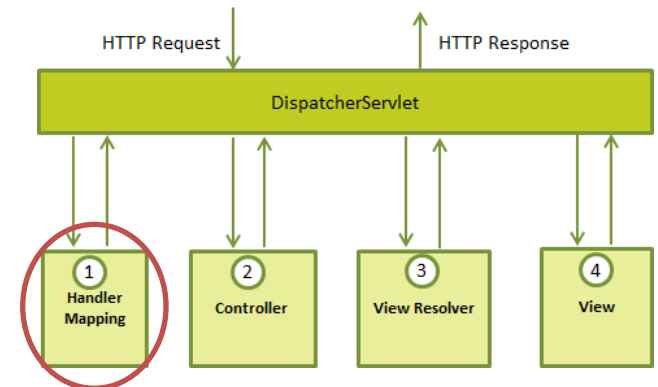 HTTP Request
HTTP Response
DispatcherServlet
1
Handler
Mapping
2
Controller
3
View Resolver
4
View